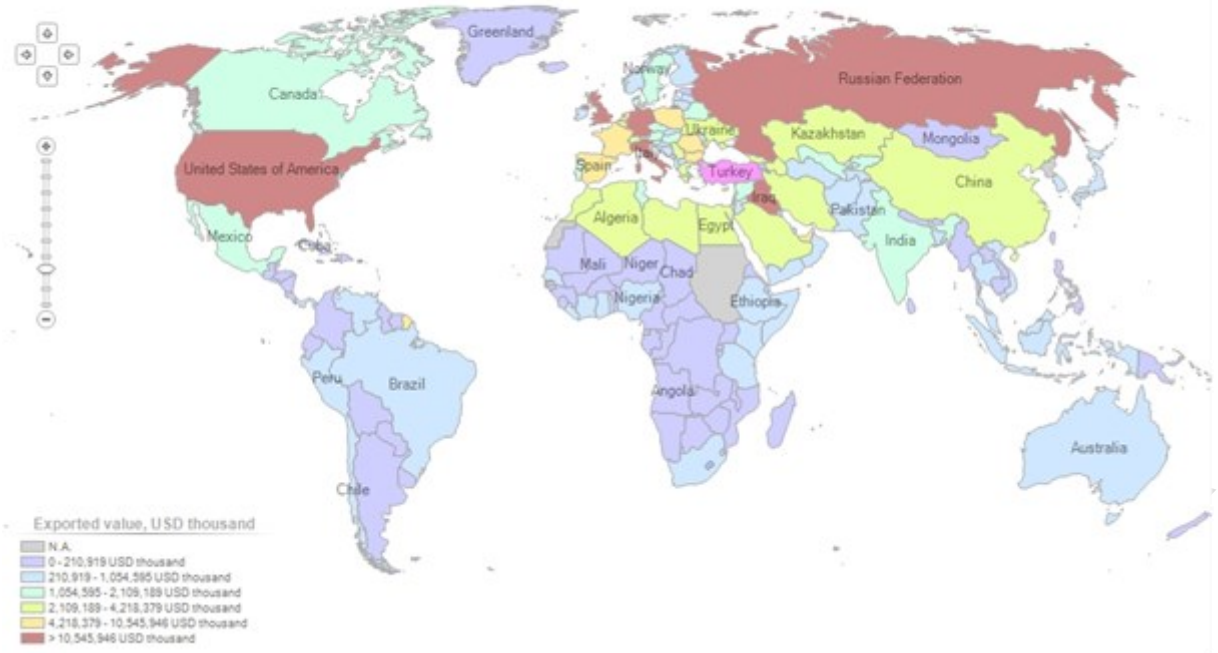 Greenland
Norway
Russian Federation
Canada
Ukraine
Kazakhstan
Mongolia
United States of America
Spain
Turkey
China
Iraq
Pakistan
Algeria
Egypt
Mexico
India
Cuba
Mali
Niger
Chad
Nigeria
Ethiopia
Peru
Brazil
Angola
Australia
Chile
Exported value, USD thousand
N.A.
0 - 210,919 USD thousand
210,919 - 1,054,595 USD thousand
1,054,595 - 2,109,189 USD thousand
2,109,189 - 4,218,379 USD thousand
4,218,379 - 10,545,946 USD thousand
> 10,545,946 USD thousand